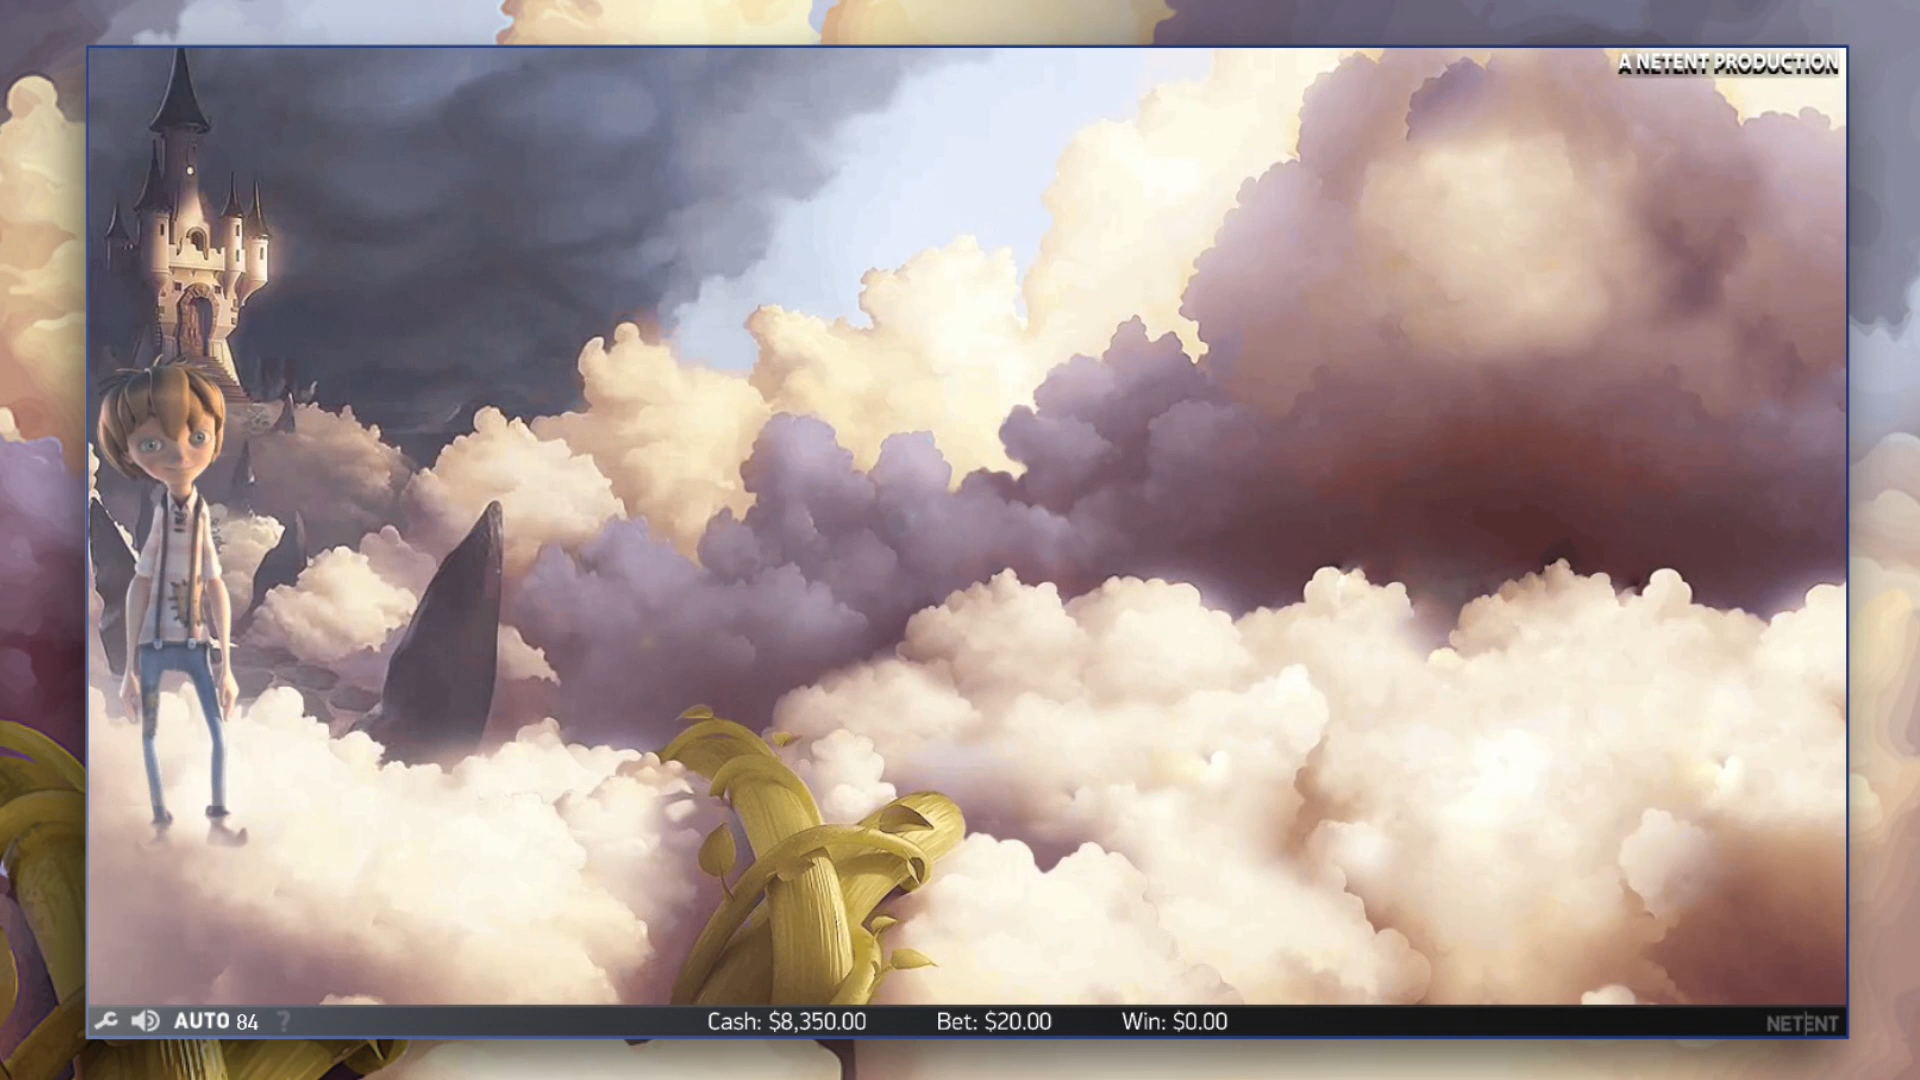 A NETENT PRODUCTION
AUTO 84 ?
Cash: $8,350.00
Bet: $20.00
Win: $0.00
NETENT